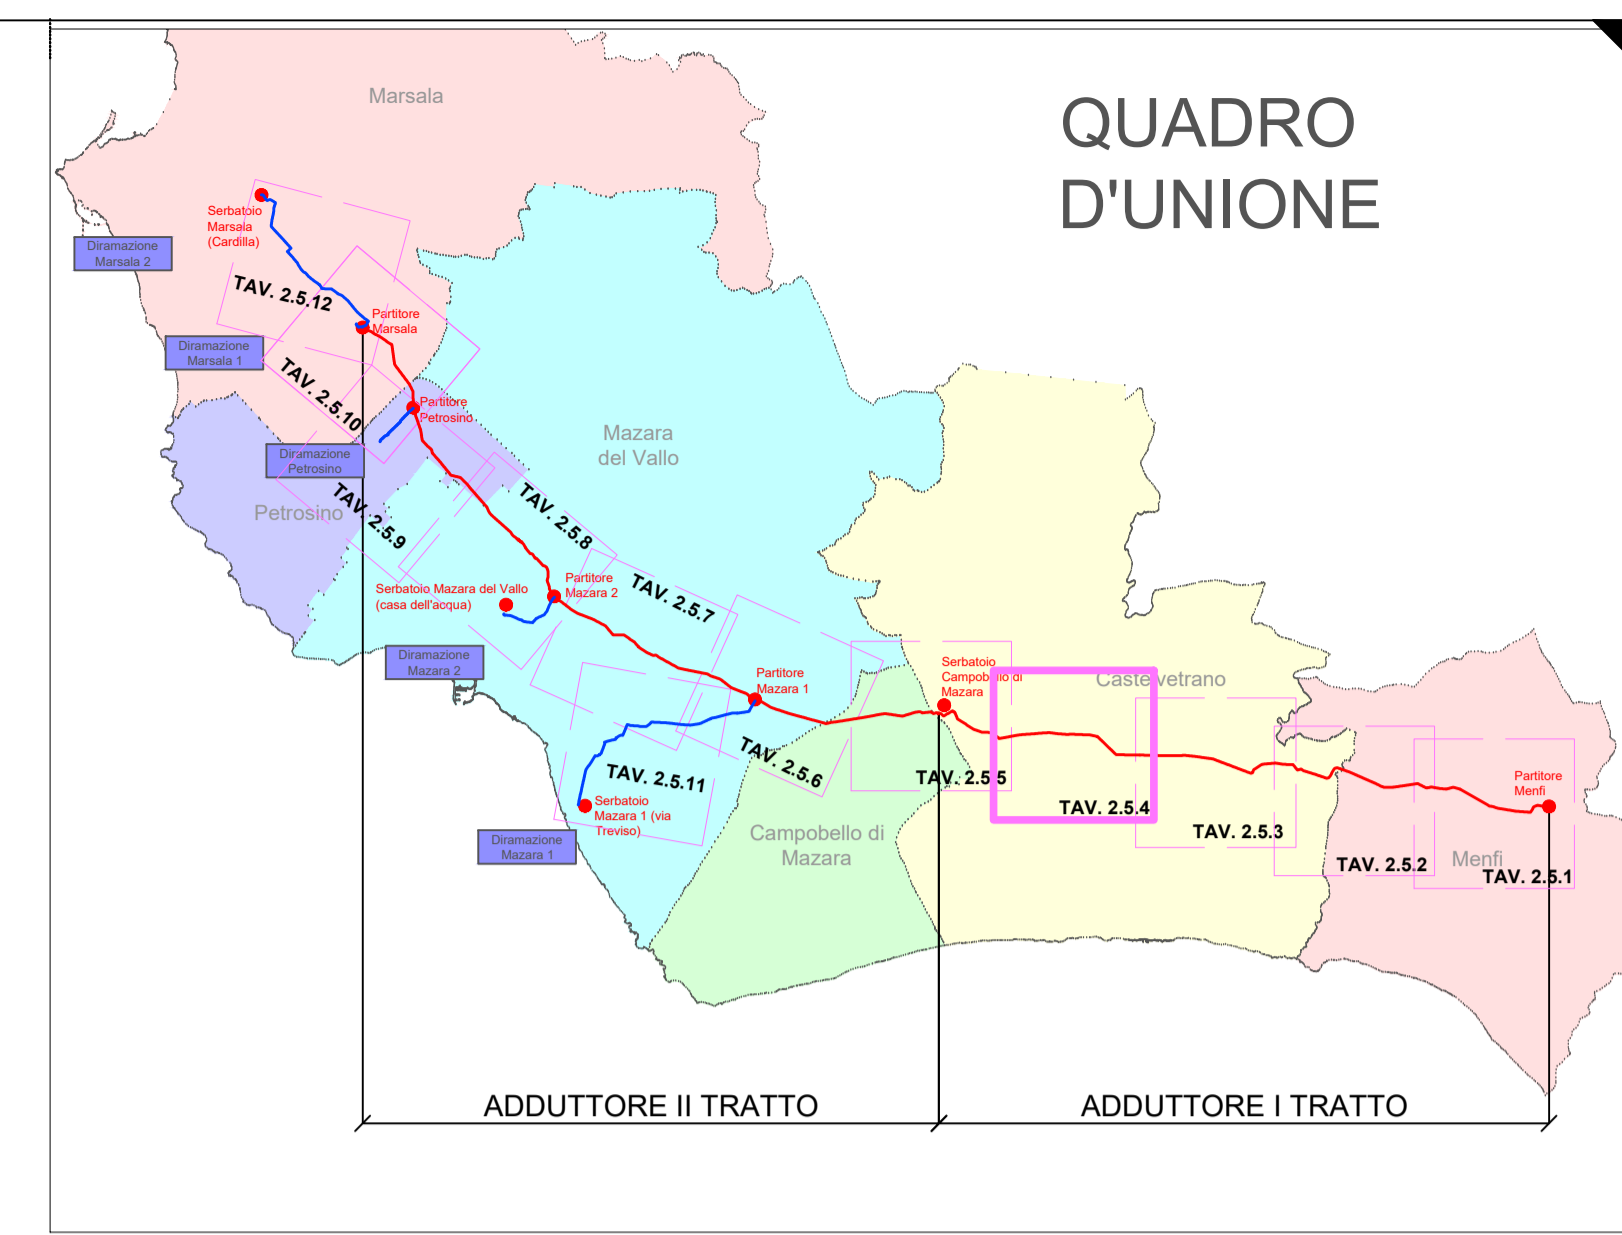 QUADRO
D'UNIONE
Marsala
Serbatoio
Marsala
(Cardilla)
Diramazione
Marsala 2
TAV. 2.5.12
Partitore
Marsala
Diramazione
Marsala 1
TAV. 2.5.10
Partitore
Petrosino
Diramazione
Petrosino
Mazara
del Vallo
Petrosino
TAV. 2.5.9
TAV. 2.5.8
Serbatoio Mazara del Vallo
(casa dell'acqua)
Partitore
Mazara 2
TAV. 2.5.7
Diramazione
Mazara 2
Partitore
Mazara 1
Serbatoio
Campobello di
Mazara
Castelvetrano
TAV. 2.5.6
TAV. 2.5.11
TAV. 2.5.5
Serbatoio
Mazara 1 (via
Treviso)
TAV. 2.5.4
Partitore
Menfi
Diramazione
Mazara 1
Campobello di
Mazara
TAV. 2.5.3
TAV. 2.5.2
Menfi
TAV. 2.5.1
ADDUTTORE II TRATTO
ADDUTTORE I TRATTO